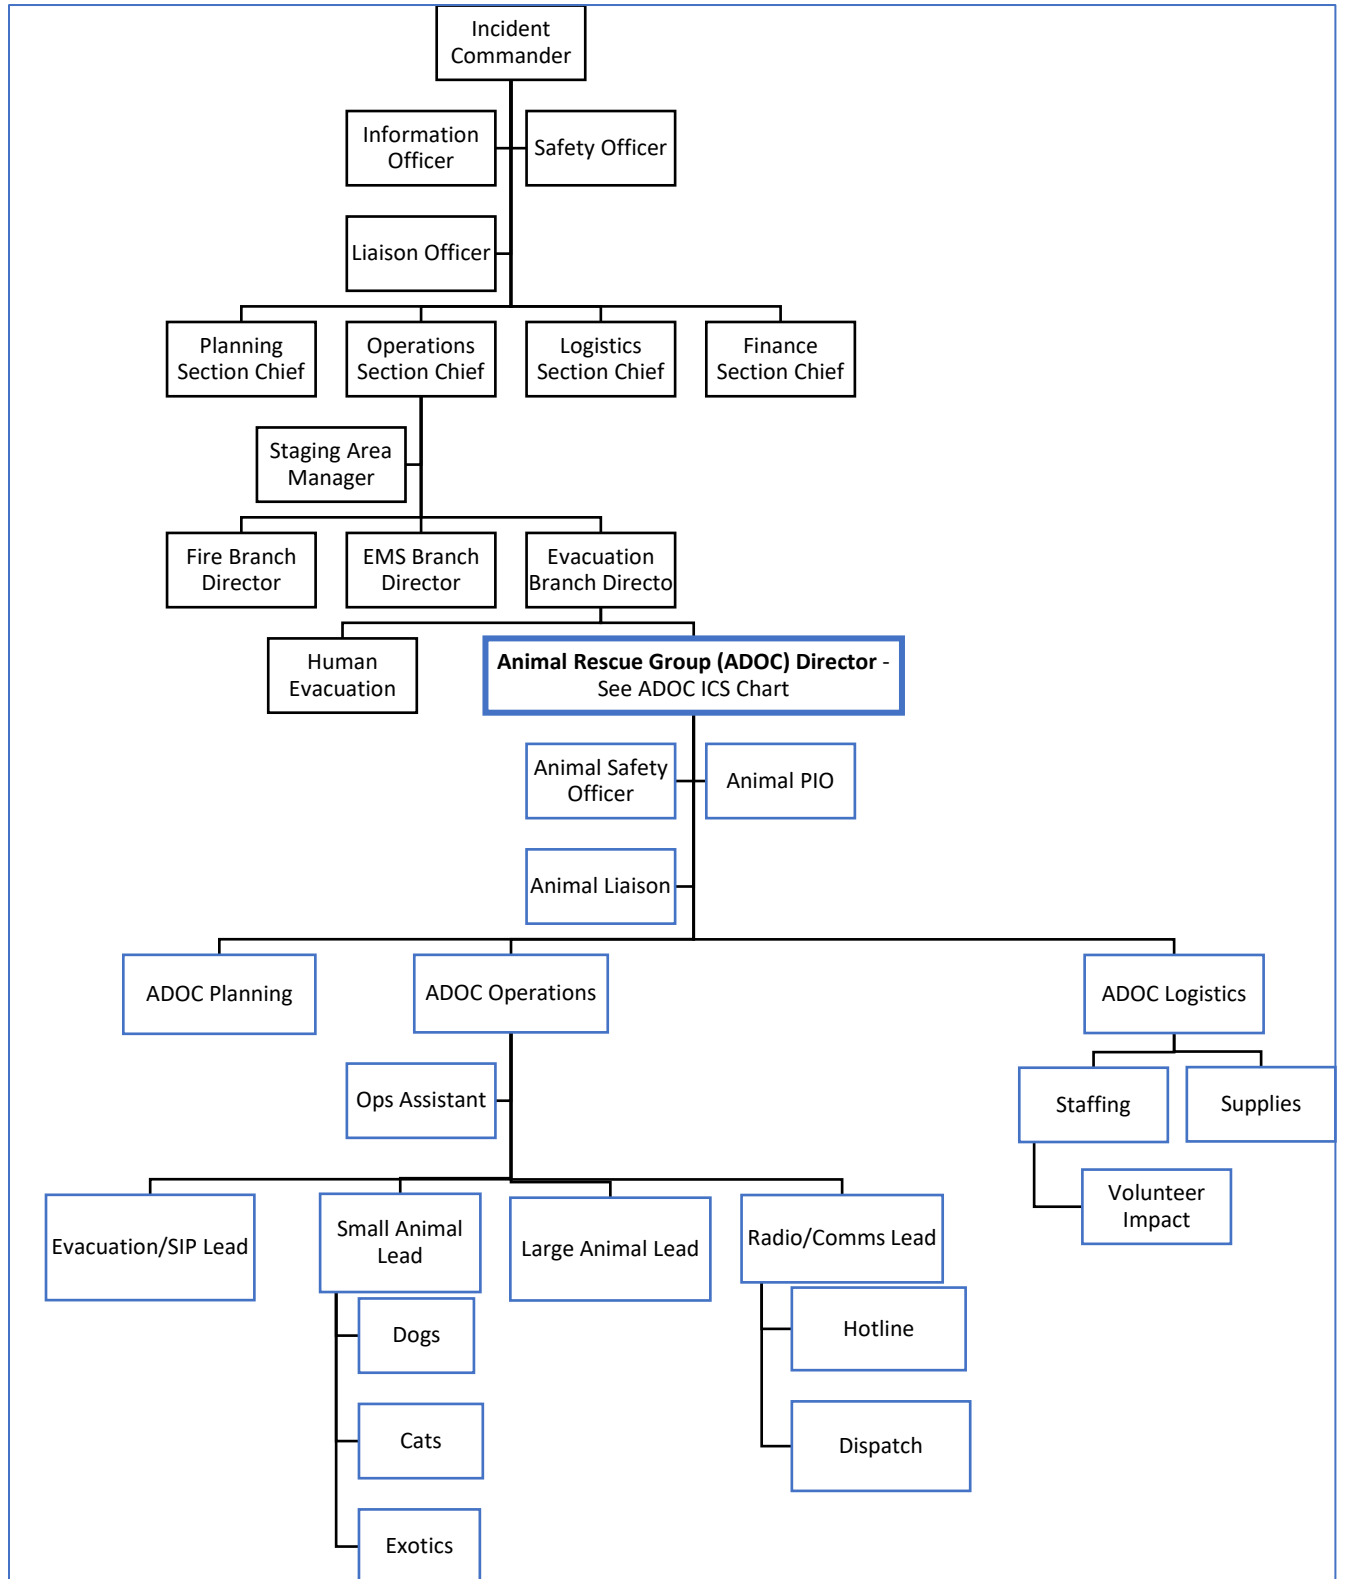 Incident
Commander
Information
Officer
Safety Officer
Liaison Officer
Planning
Section Chief
Operations
Section Chief
Logistics
Section Chief
Finance
Section Chief
Staging Area
Manager
Fire Branch
Director
EMS Branch
Director
Evacuation
Branch Directo
Human
Evacuation
Animal Rescue Group (ADOC) Director -
See ADOC ICS Chart
Animal Safety
Officer
Animal PIO
Animal Liaison
ADOC Planning
ADOC Operations
ADOC Logistics
Ops Assistant
Staffing
Supplies
Volunteer
Impact
Evacuation/SIP Lead
Small Animal
Lead
Large Animal Lead
Radio/Comms Lead
Dogs
Cats
Exotics
Hotline
Dispatch